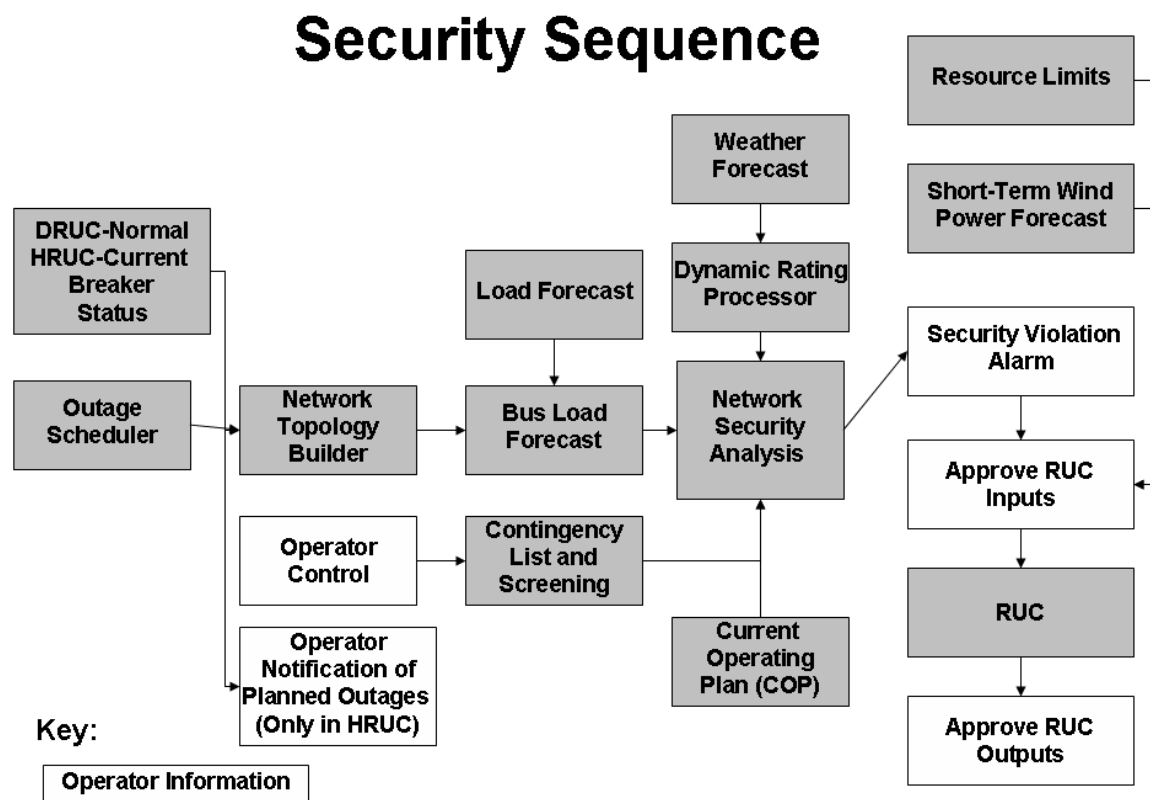 Security Sequence
Resource Limits
Weather
Forecast
Short-Term Wind
Power Forecast
DRUC-Normal
HRUC-Current
Breaker
Status
Load Forecast
Dynamic Rating
Processor
Security Violation
Alarm
Outage
Scheduler
Network
Topology
Builder
Bus Load
Forecast
Network
Security
Analysis
Approve RUC
Inputs
Operator
Control
Contingency
List and
Screening
RUC
Operator
Notification of
Planned Outages
(Only in HRUC)
Current
Operating
Plan (COP)
Approve RUC
Outputs
Key:
Operator Information